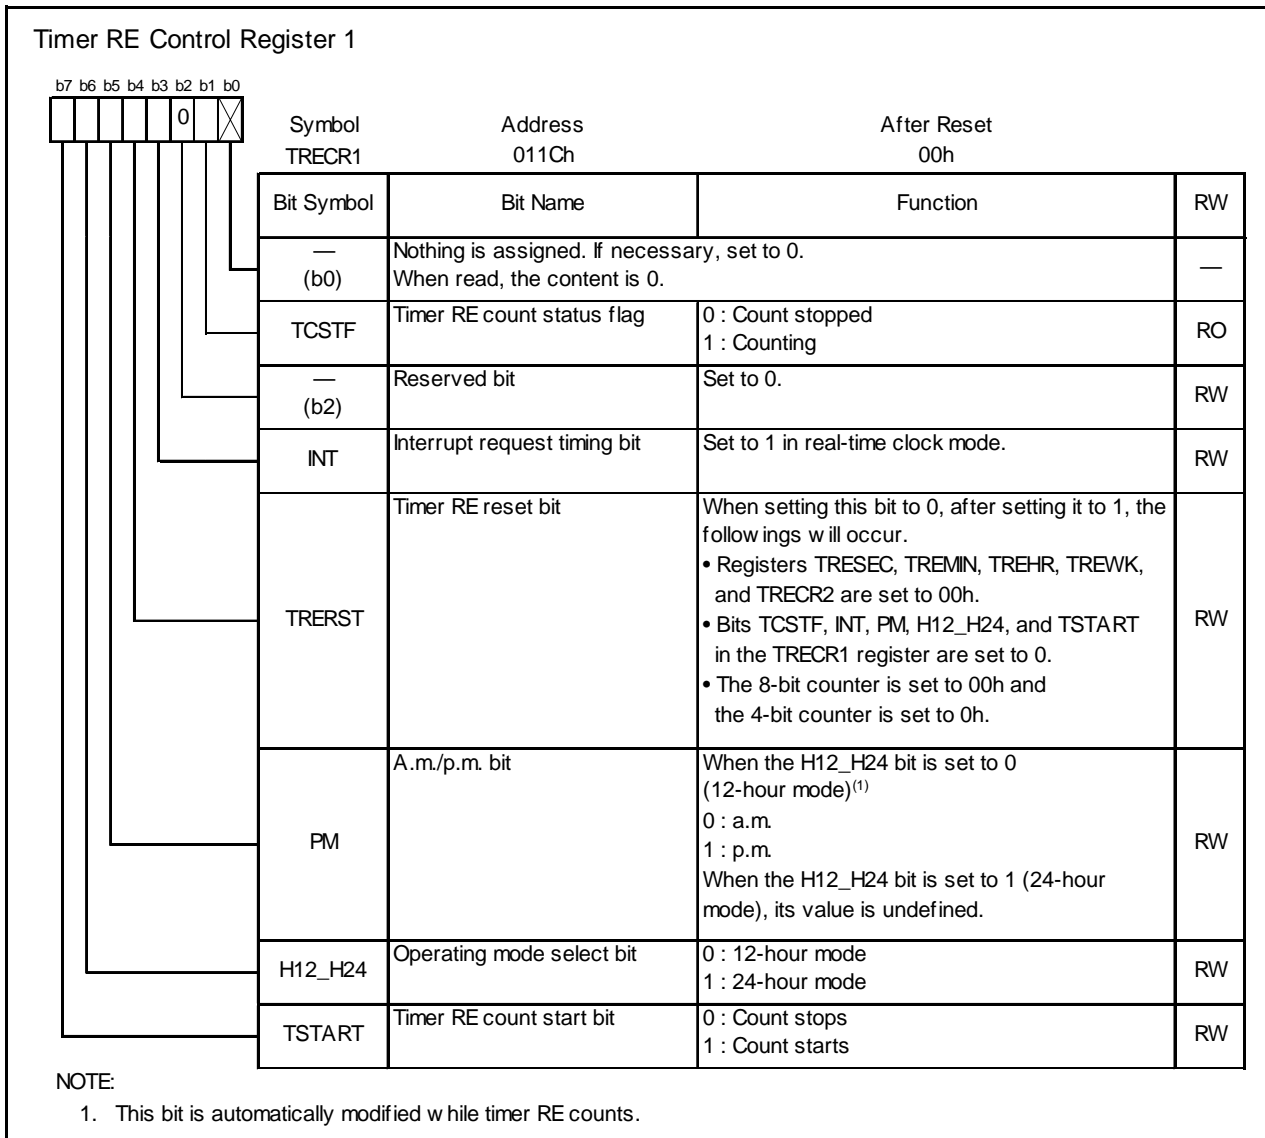 Timer RE Control Register 1
b7 b6 b5 b4 b3 b2 b1 b0
0
Symbol Address After Reset
TRECR1 011Ch 00h
Bit Symbol Bit Name Function RW
— (b0) Nothing is assigned. If necessary, set to 0.
When read, the content is 0. —
TCSTF Timer RE count status flag 0 : Count stopped
1 : Counting RO
— (b2) Reserved bit Set to 0. RW
INT Interrupt request timing bit Set to 1 in real-time clock mode. RW
TRERST Timer RE reset bit When setting this bit to 0, after setting it to 1, the
followings will occur.
• Registers TRESEC, TREMIN, TREHR, TREWK,
and TRECR2 are set to 00h.
• Bits TCSTF, INT, PM, H12_H24, and TSTART
in the TRECR1 register are set to 0.
• The 8-bit counter is set to 00h and
the 4-bit counter is set to 0h. RW
PM A.m./p.m. bit When the H12_H24 bit is set to 0
(12-hour mode)(1)
0 : a.m.
1 : p.m.
When the H12_H24 bit is set to 1 (24-hour
mode), its value is undefined. RW
H12_H24 Operating mode select bit 0 : 12-hour mode
1 : 24-hour mode RW
TSTART Timer RE count start bit 0 : Count stops
1 : Count starts RW
NOTE:
1. This bit is automatically modified while timer RE counts.